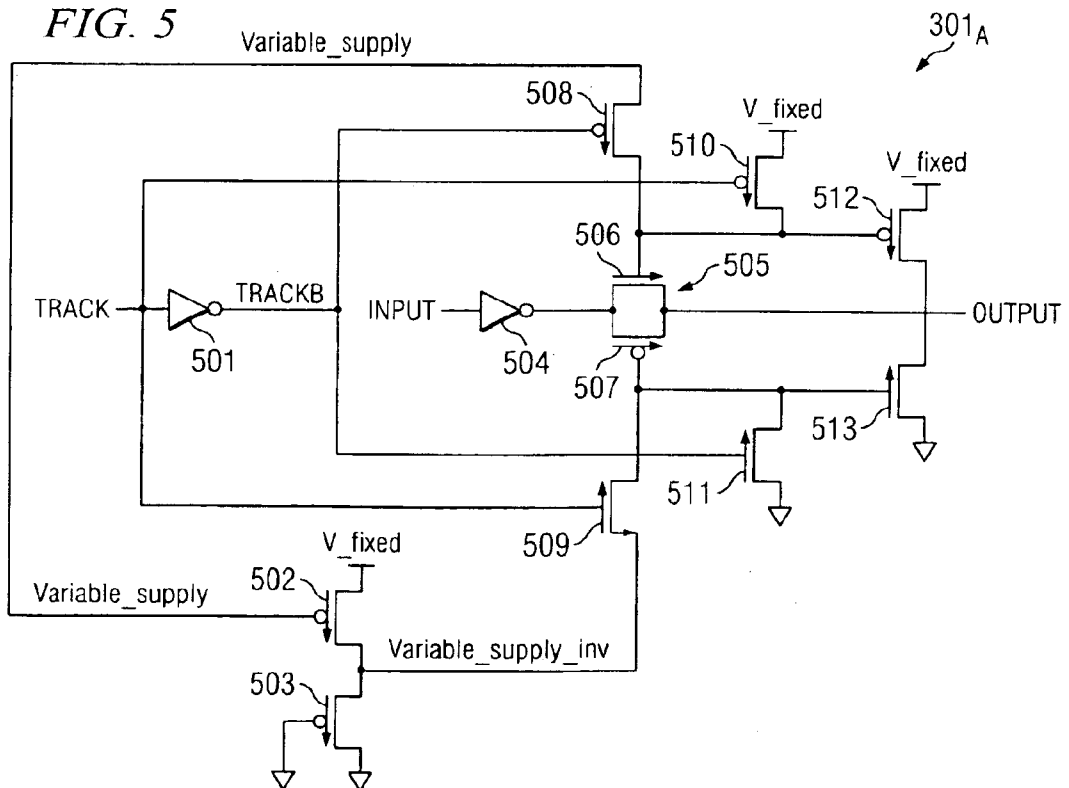 FIG. 5
Variable_supply
301A
508
V_fixed
510
V_fixed
512
506
505
TRACK
TRACKB
INPUT
OUTPUT
501
504
507
513
511
509
V_fixed
502
Variable_supply
Variable_supply_inv
503